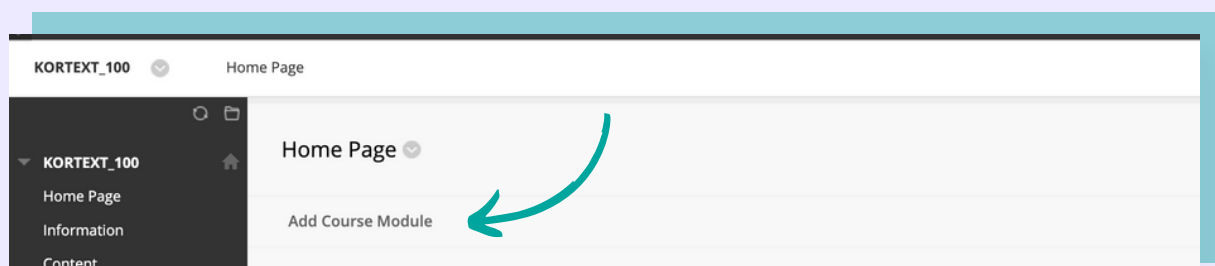 KORTEXT_100
Home Page
KORTEXT_100
Home Page
Information
Content
Home Page
Add Course Module